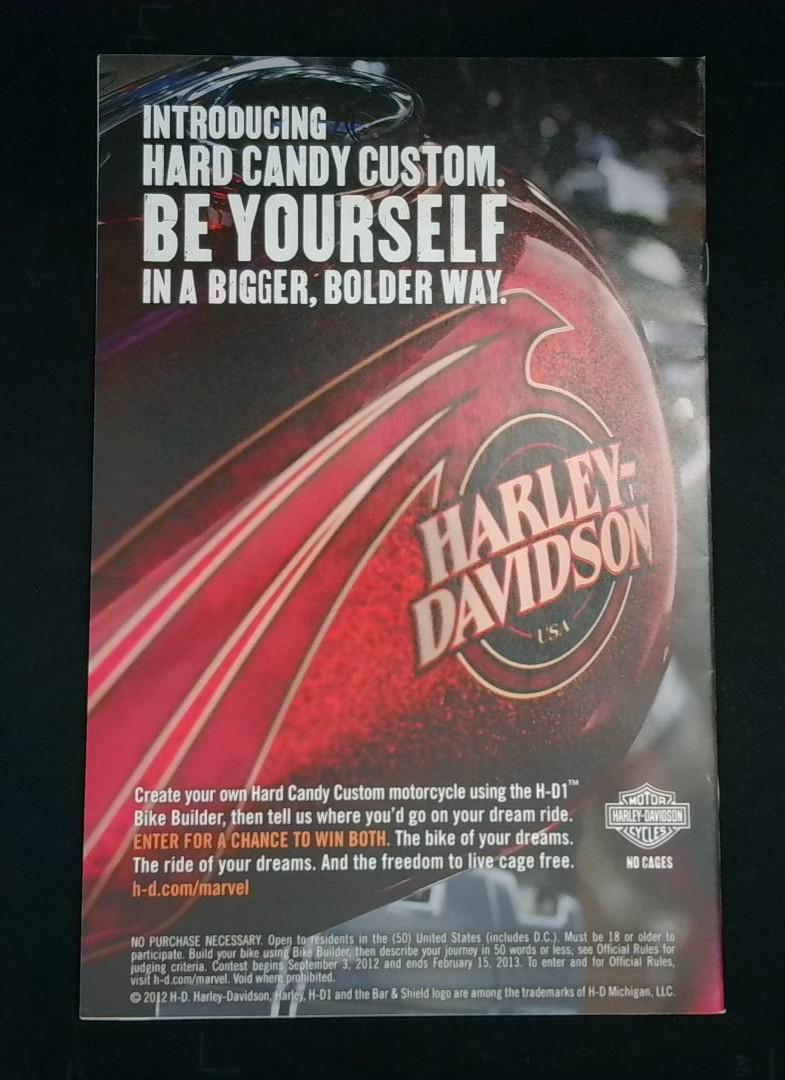 INTRODUCING
HARD CANDY CUSTOM.
BE YOURSELF
IN A BIGGER, BOLDER WAY.
HARLEY-
DAVIDSON
USA
Create your own Hard Candy Custom motorcycle using the H-D1™
Bike Builder, then tell us where you'd go on your dream ride.
ENTER FOR A CHANCE TO WIN BOTH. The bike of your dreams.
The ride of your dreams. And the freedom to live cage free.
h-d.com/marvel
MOTOR
HARLEY-DAVIDSON
CYCLES
NO CAGES
NO PURCHASE NECESSARY. Open to residents in the (50) United States (includes D.C.). Must be 18 or older to
participate. Build your bike using Bike Builder, then describe your journey in 50 words or less; see Official Rules for
judging criteria. Contest begins September 3, 2012 and ends February 15, 2013. To enter and for Official Rules,
visit h-d.com/marvel. Void where prohibited.
© 2012 H-D. Harley-Davidson, Harley, H-D1 and the Bar & Shield logo are among the trademarks of H-D Michigan, LLC.